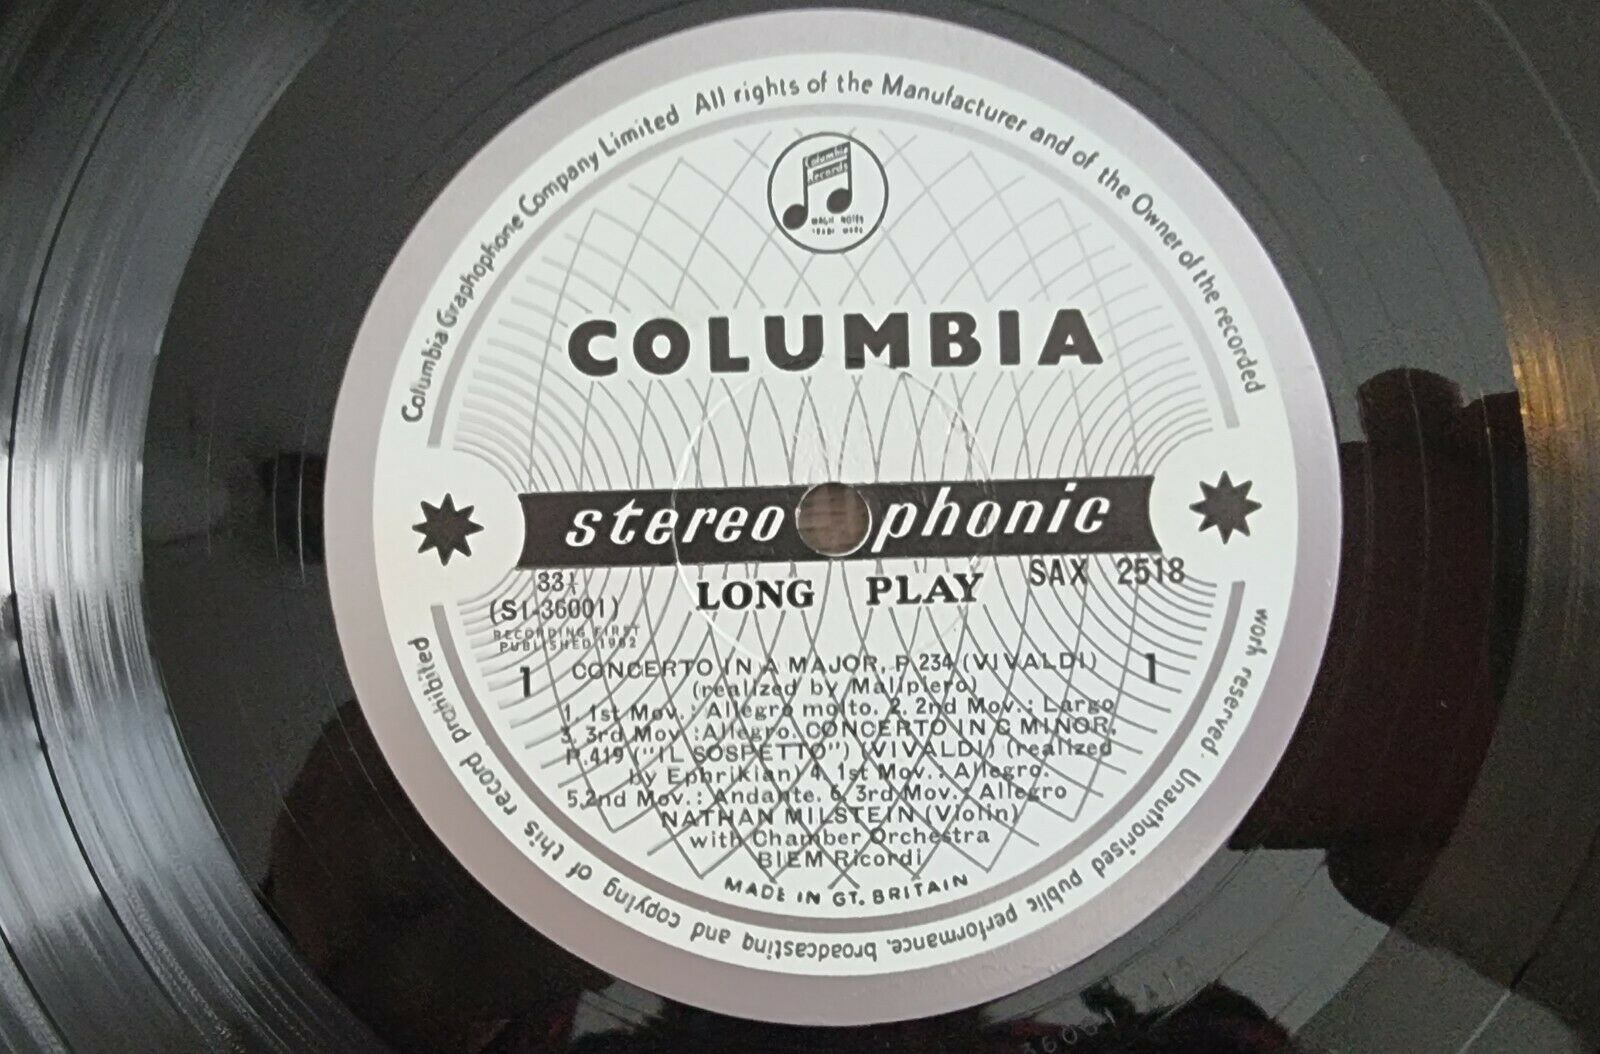 Columbia Graphophone Company Limited All rights of the Manufacturer and of the Owner of the recorded work reserved. Unauthorised public performance, broadcasting and copying of this record prohibited
Columbia
Records
MAGIC NOTES
TRADE MARK
COLUMBIA
stereophonic
33⅓ LONG PLAY SAX 2518
(SI-36001)
RECORDING FIRST
PUBLISHED 1962
1 CONCERTO IN A MAJOR, P.234 (VIVALDI) 1
(realized by Malipiero)
1. 1st Mov.: Allegro molto. 2. 2nd Mov.: Largo
3. 3rd Mov.:Allegro. CONCERTO IN C MINOR,
P.419 ("IL SOSPETTO") (VIVALDI) (realized
by Ephrikian) 4. 1st Mov.: Allegro.
5.2nd Mov.: Andante. 6. 3rd Mov.: Allegro
NATHAN MILSTEIN (Violin)
with Chamber Orchestra
BIEM Ricordi
MADE IN GT. BRITAIN